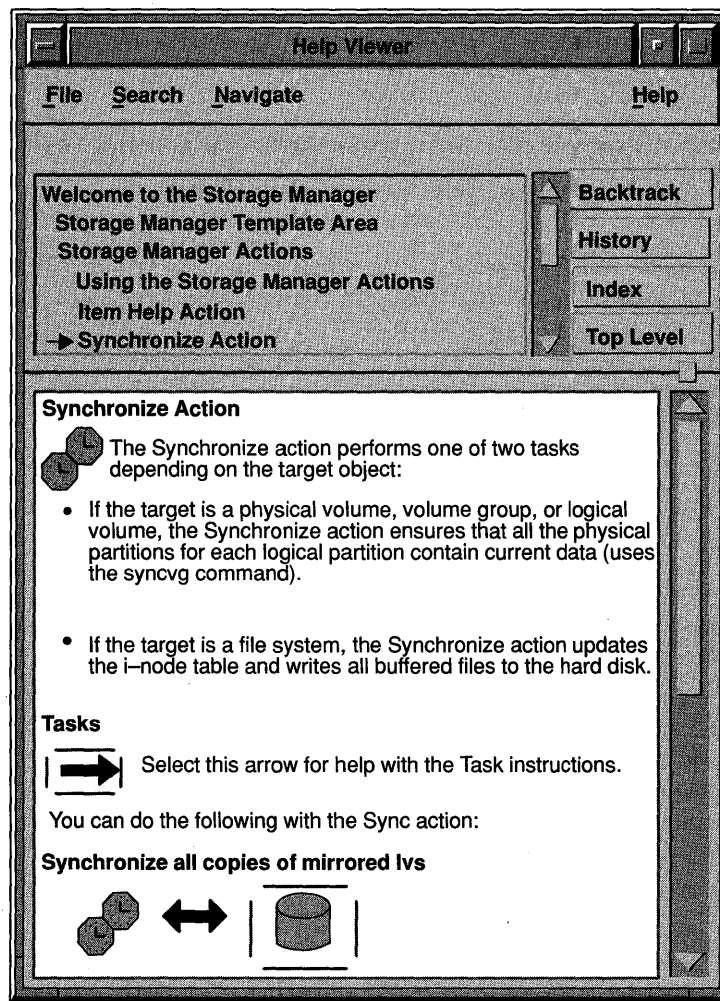 Help Viewer
File Search Navigate Help
Welcome to the Storage Manager
Storage Manager Template Area
Storage Manager Actions
Using the Storage Manager Actions
Item Help Action
Synchronize Action
Backtrack
History
Index
Top Level
Synchronize Action
The Synchronize action performs one of two tasks
depending on the target object:
• If the target is a physical volume, volume group, or logical
volume, the Synchronize action ensures that all the physical
partitions for each logical partition contain current data (uses
the syncvg command).
• If the target is a file system, the Synchronize action updates
the i–node table and writes all buffered files to the hard disk.
Tasks
Select this arrow for help with the Task instructions.
You can do the following with the Sync action:
Synchronize all copies of mirrored lvs